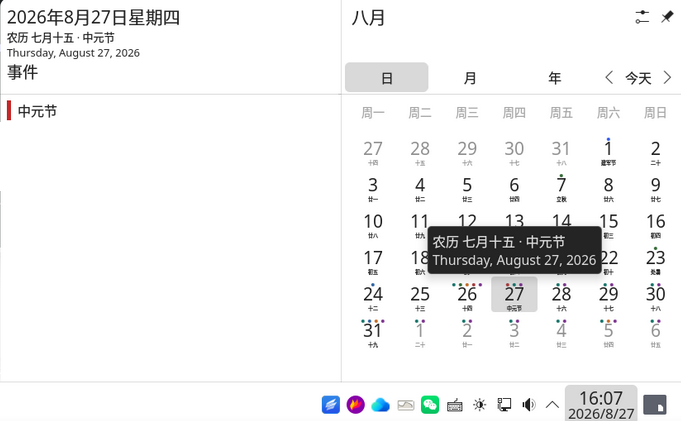 2026年8月27日星期四
农历 七月十五 · 中元节
Thursday, August 27, 2026
事件
中元节
八月
日 月 年 今天
周一 周二 周三 周四 周五 周六 周日
27 28 29 30 31 1 2
十四 十五 十六 十七 十八 建军节 二十
3 4 5 6 7 8 9
廿一 廿二 廿三 廿四 立秋 廿六 廿七
10 11 12 13 14 15 16
廿八 廿九 初三 初四
农历 七月十五 · 中元节
Thursday, August 27, 2026
17 18 22 23
初五 初六 初十 处暑
24 25 26 27 28 29 30
十二 十三 十四 中元节 十六 十七 十八
31 1 2 3 4 5 6
十九 二十 廿一 廿二 廿三 廿四 廿五
16:07
2026/8/27